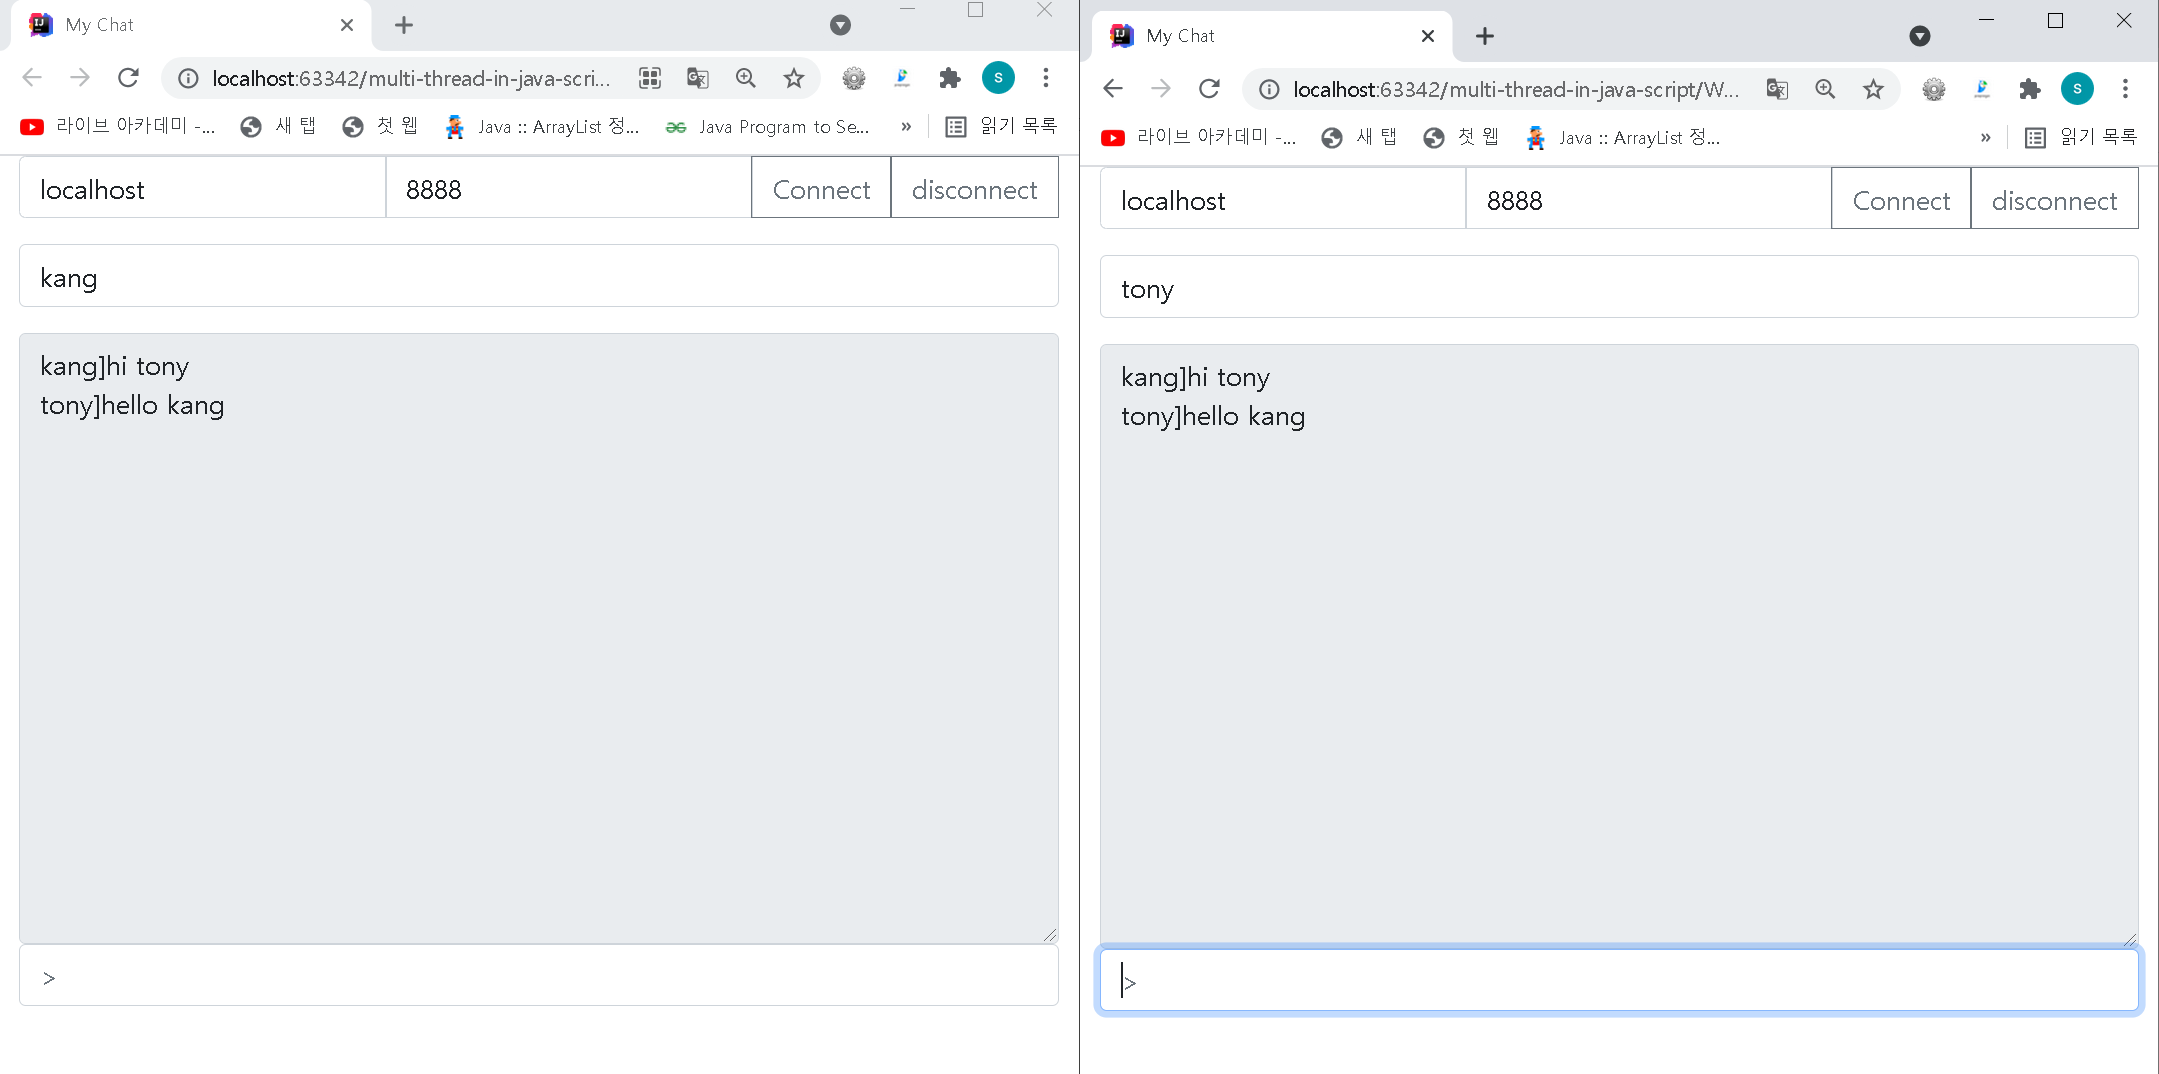 My Chat
localhost:63342/multi-thread-in-java-scri...
S
라이브 아카데미 -... 새 탭 첫 웹 Java :: ArrayList 정... Java Program to Se... » 읽기 목록
localhost 8888 Connect disconnect
kang
kang]hi tony
tony]hello kang
>
My Chat
localhost:63342/multi-thread-in-java-script/W...
S
라이브 아카데미 -... 새 탭 첫 웹 Java :: ArrayList 정... » 읽기 목록
localhost 8888 Connect disconnect
tony
kang]hi tony
tony]hello kang
>